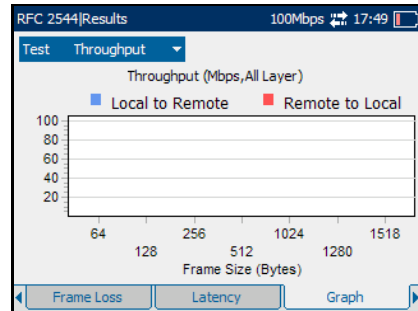 RFC 2544|Results 100Mbps 17:49
Test Throughput
Throughput (Mbps,All Layer)
Local to Remote Remote to Local
100
80
60
40
20
64 256 1024 1518
128 512 1280
Frame Size (Bytes)
Frame Loss Latency Graph